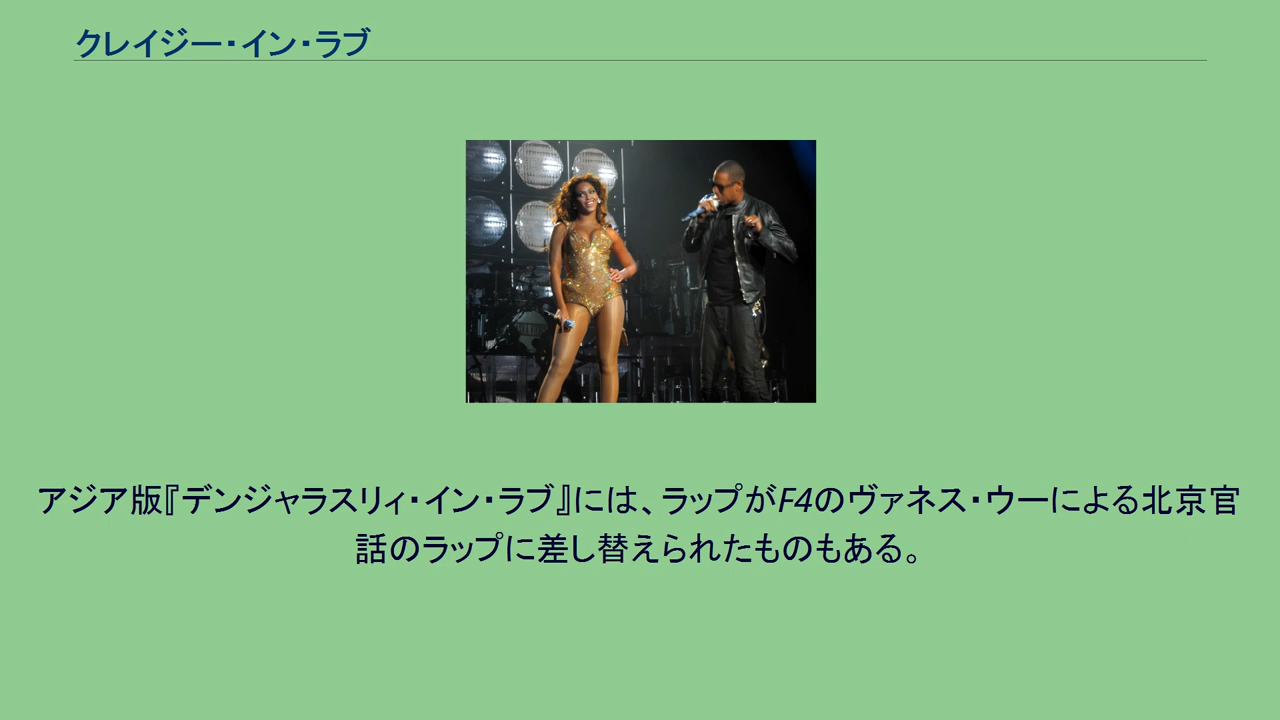 クレイジー・イン・ラブ
アジア版『デンジャラスリィ・イン・ラブ』には、ラップがF4のヴァネス・ウーによる北京官
話のラップに差し替えられたものもある。